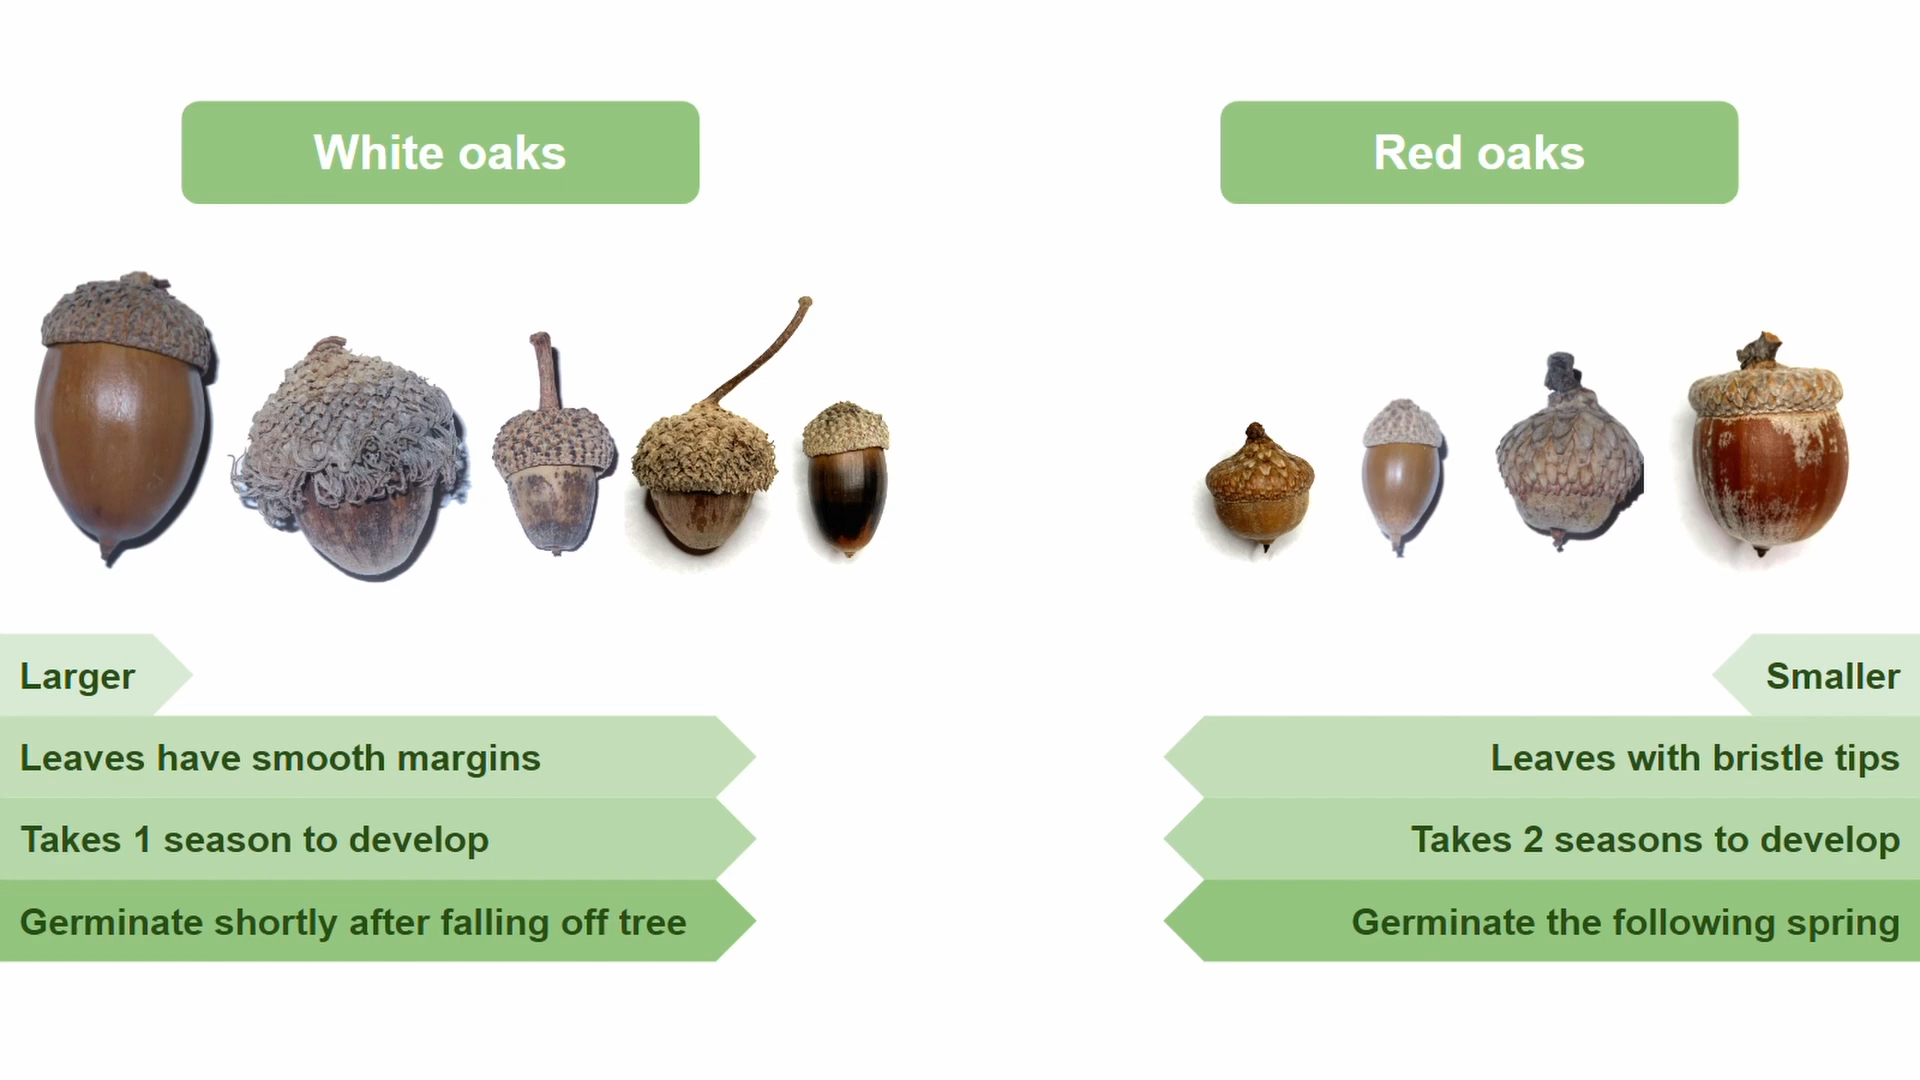 White oaks
Red oaks
Larger
Smaller
Leaves have smooth margins
Leaves with bristle tips
Takes 1 season to develop
Takes 2 seasons to develop
Germinate shortly after falling off tree
Germinate the following spring